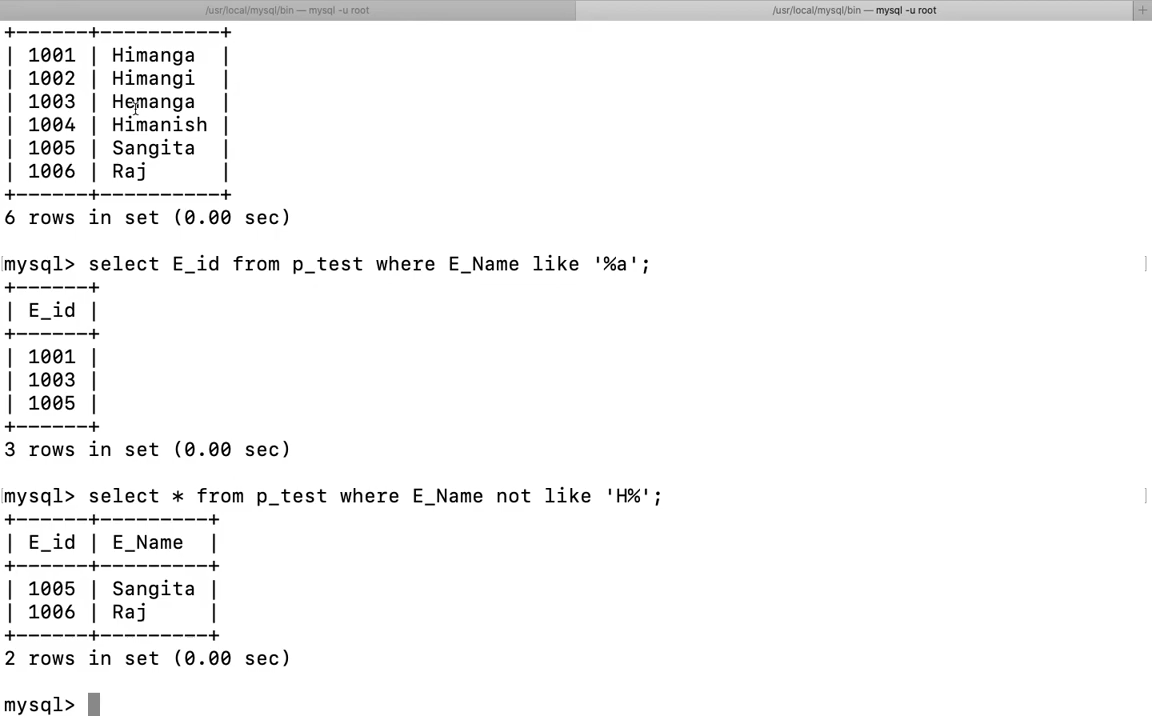 /usr/local/mysql/bin — mysql -u root /usr/local/mysql/bin — mysql -u root +
+------+----------+
| 1001 | Himanga  |
| 1002 | Himangi  |
| 1003 | Hemanga  |
| 1004 | Himanish |
| 1005 | Sangita  |
| 1006 | Raj      |
+------+----------+
6 rows in set (0.00 sec)
mysql> select E_id from p_test where E_Name like '%a';
+------+
| E_id |
+------+
| 1001 |
| 1003 |
| 1005 |
+------+
3 rows in set (0.00 sec)
mysql> select * from p_test where E_Name not like 'H%';
+------+---------+
| E_id | E_Name  |
+------+---------+
| 1005 | Sangita |
| 1006 | Raj     |
+------+---------+
2 rows in set (0.00 sec)
mysql>